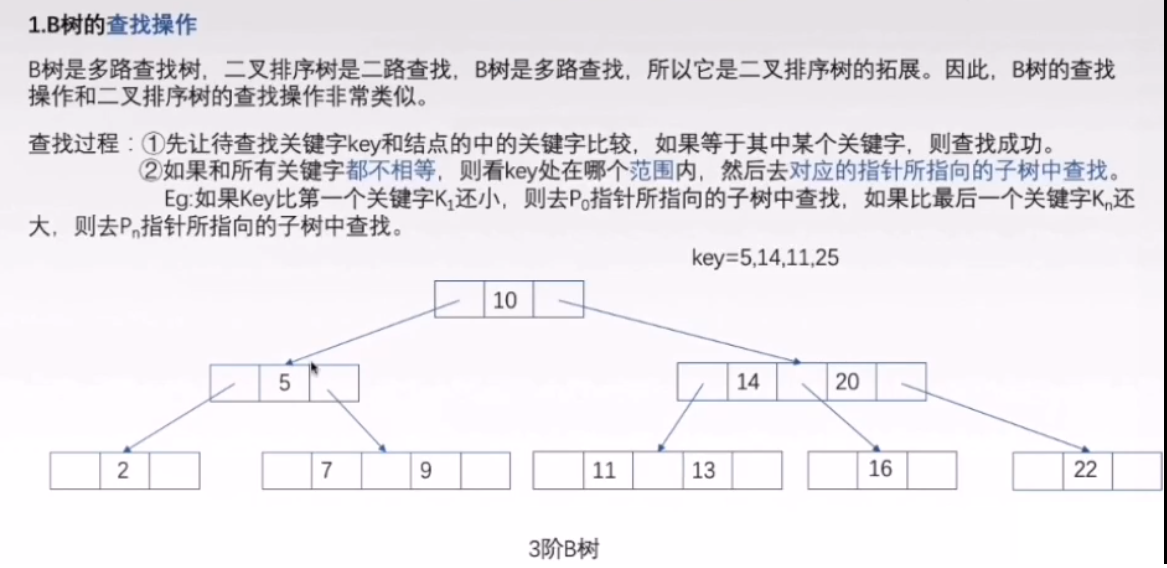 1.B树的查找操作
B树是多路查找树，二叉排序树是二路查找，B树是多路查找，所以它是二叉排序树的拓展。因此，B树的查找
操作和二叉排序树的查找操作非常类似。
查找过程：①先让待查找关键字key和结点的中的关键字比较，如果等于其中某个关键字，则查找成功。
②如果和所有关键字都不相等，则看key处在哪个范围内，然后去对应的指针所指向的子树中查找。
Eg:如果Key比第一个关键字K₁还小，则去P₀指针所指向的子树中查找，如果比最后一个关键字Kₙ还
大，则去Pₙ指针所指向的子树中查找。
key=5,14,11,25
10
5 14 20
2 7 9 11 13 16 22
3阶B树